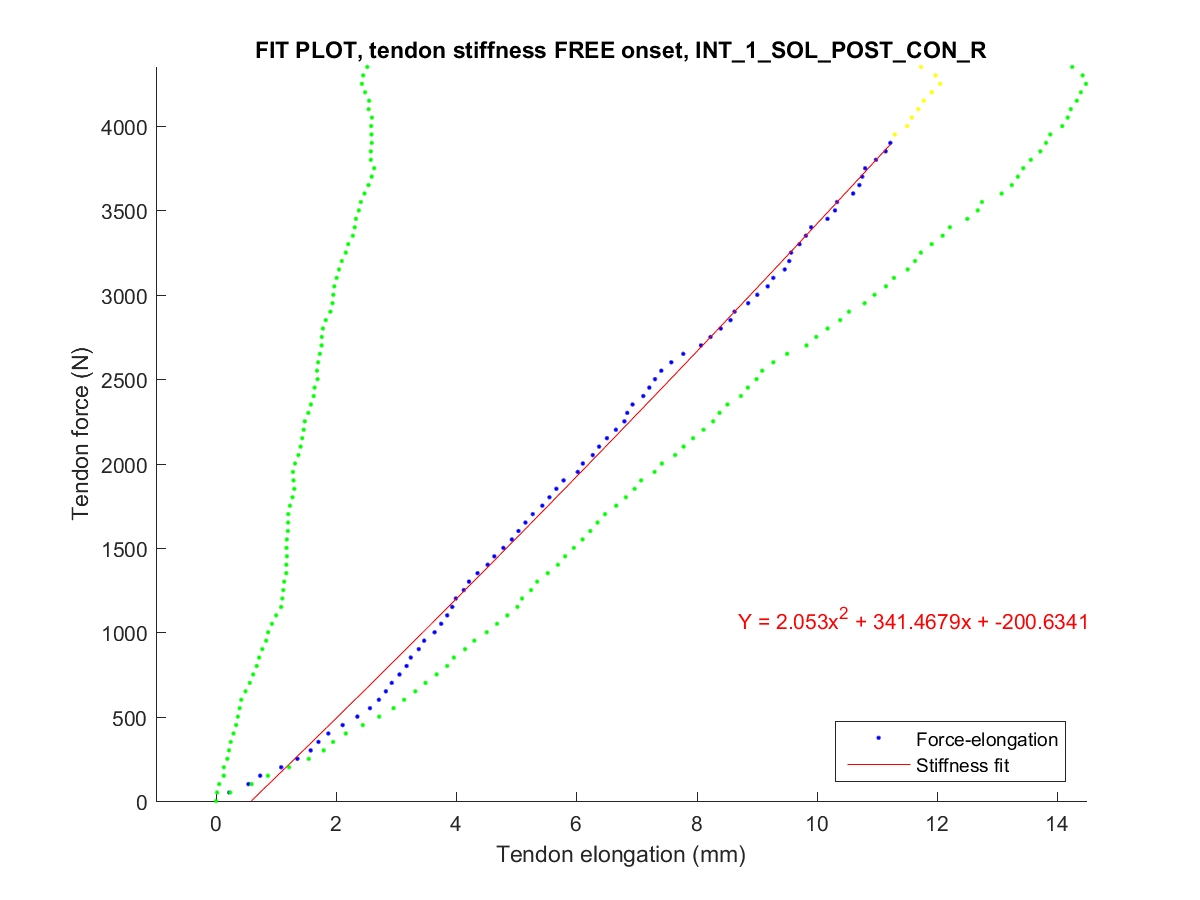 FIT PLOT, tendon stiffness FREE onset, INT_1_SOL_POST_CON_R
4000
3500
3000
2500
2000
1500
1000
500
0
Tendon force (N)
Y = 2.053x² + 341.4679x + -200.6341
Force-elongation
Stiffness fit
0 2 4 6 8 10 12 14
Tendon elongation (mm)